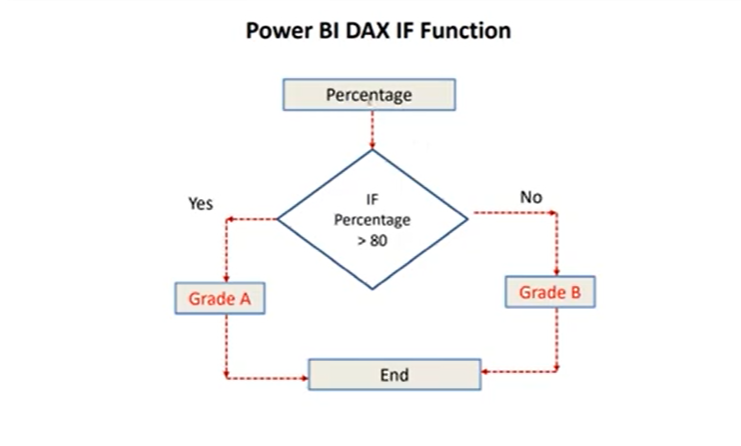 Power BI DAX IF Function
Percentage
IF
Percentage
> 80
Yes
No
Grade A
Grade B
End